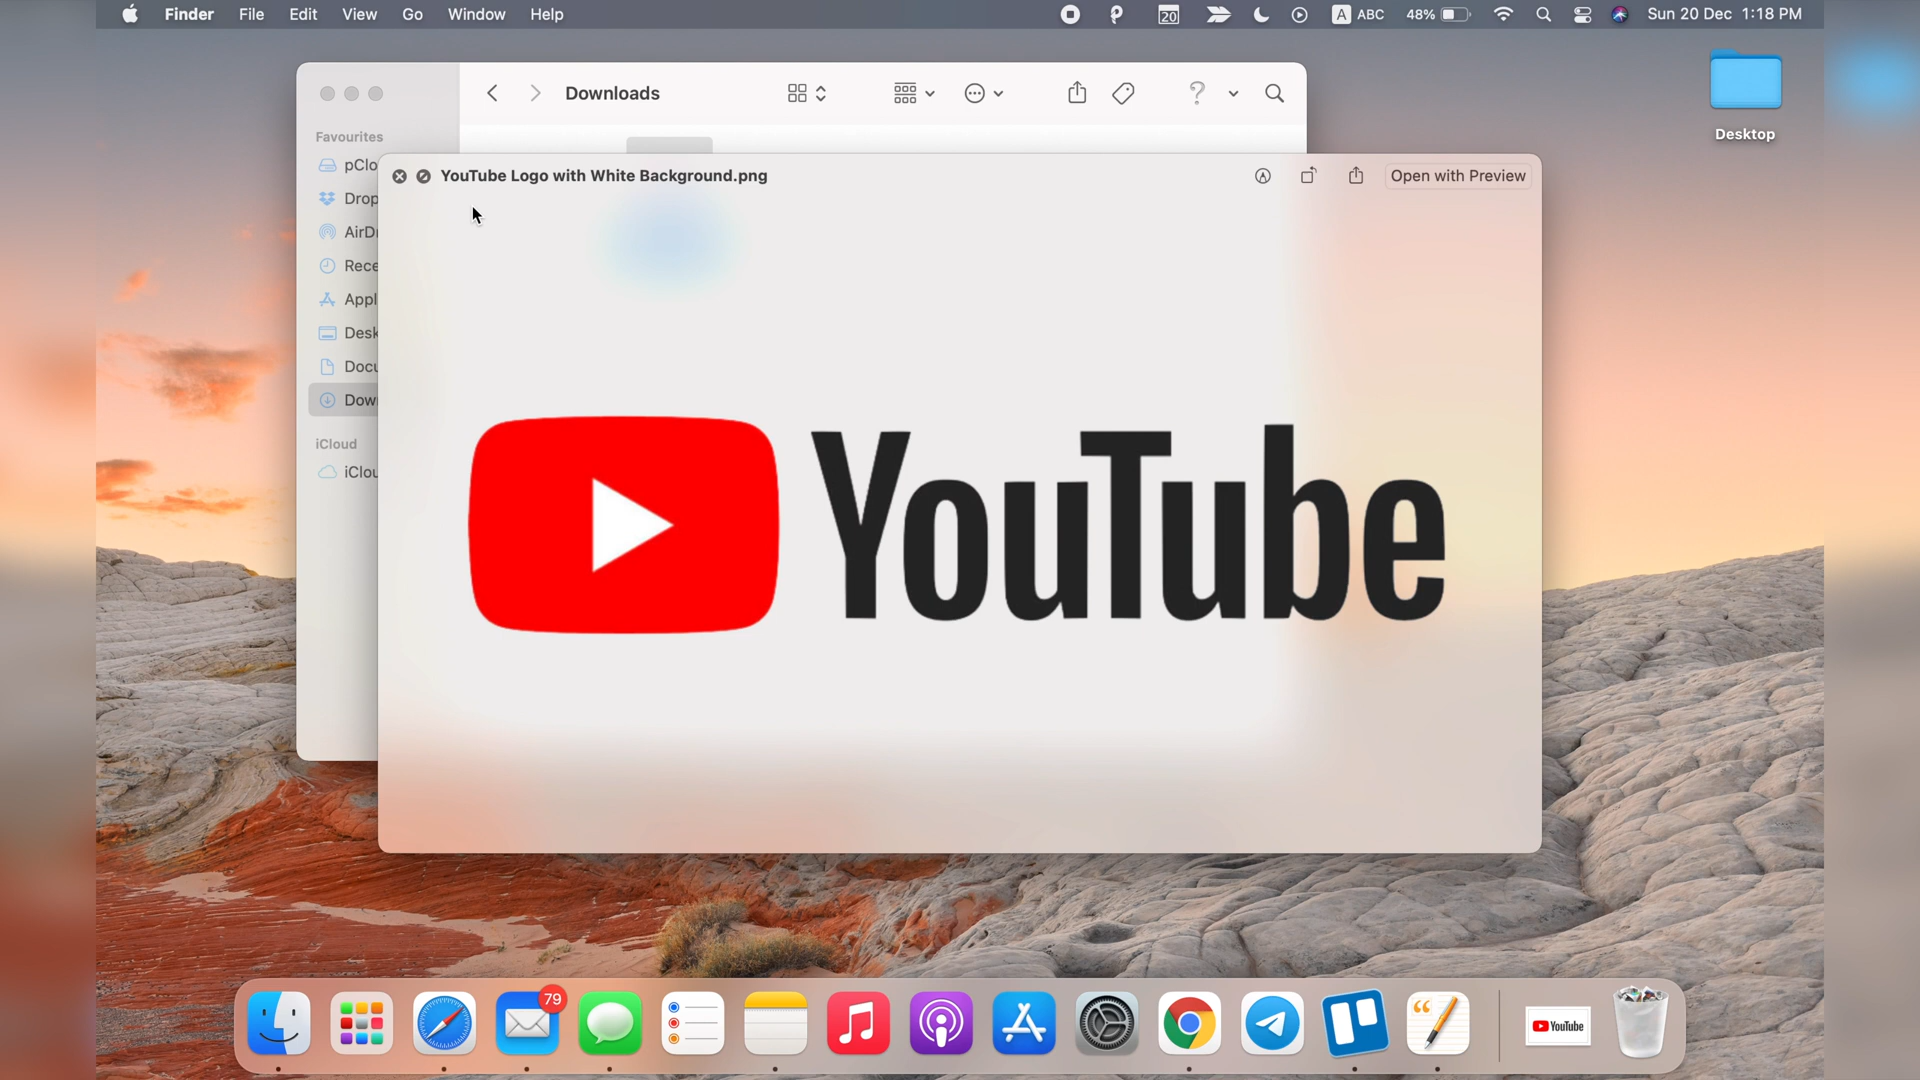 Finder File Edit View Go Window Help
20 A ABC 48% Sun 20 Dec 1:18 PM
Downloads
Desktop
Favourites
pClo
YouTube Logo with White Background.png
Open with Preview
Drop
AirD
Rece
Appl
Desk
Docu
Dow
iCloud
iClou
YouTube
79
YouTube